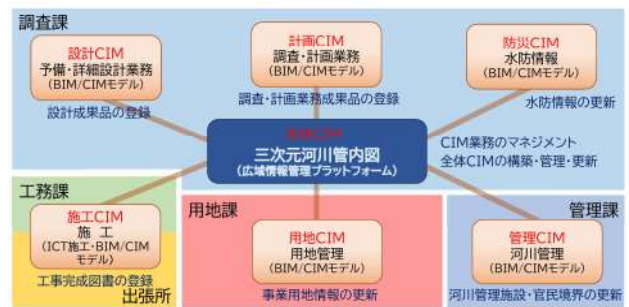 調査課
設計CIM
予備・詳細設計業務
(BIM/CIMモデル)
設計成果品の登録
計画CIM
調査・計画業務
(BIM/CIMモデル)
調査・計画業務成果品の登録
防災CIM
水防情報
(BIM/CIMモデル)
水防情報の更新
CIM
三次元河川管内図
(広域情報管理プラットフォーム)
CIM業務のマネジメント
全体CIMの構築・管理・更新
工務課
施工CIM
施 工
(ICT施工・BIM/CIM
モデル)
工事完成図書の登録
出張所
用地課
用地CIM
用地管理
(BIM/CIMモデル)
事業用地情報の更新
管理課
管理CIM
河川管理
(BIM/CIMモデル)
河川管理施設・官民境界の更新